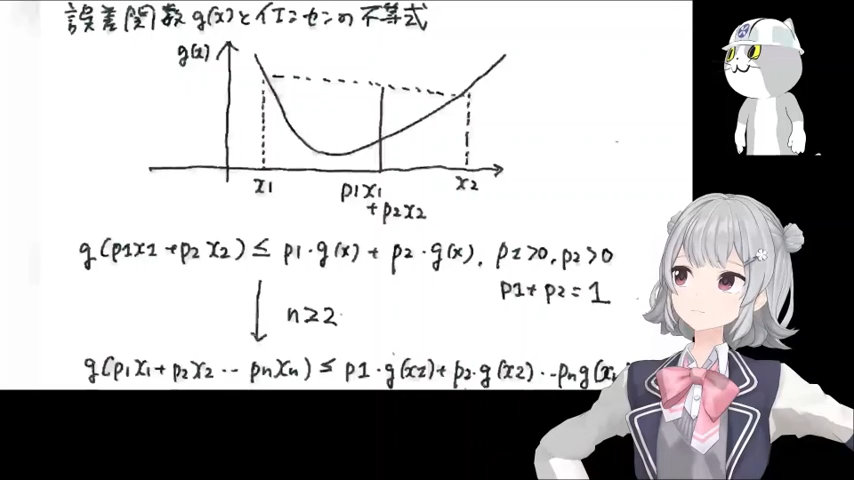 誤差関数g(x)とイェンセンの不等式
g(x)
x1
p1x1
+p2x2
x2
g(p1x1+p2x2)≤p1・g(x)+p2・g(x), p1>0, p2>0
p1+p2=1
n≥2
g(p1x1+p2x2‥pnxn)≤p1・g(x1)+p2・g(x2)‥png(x